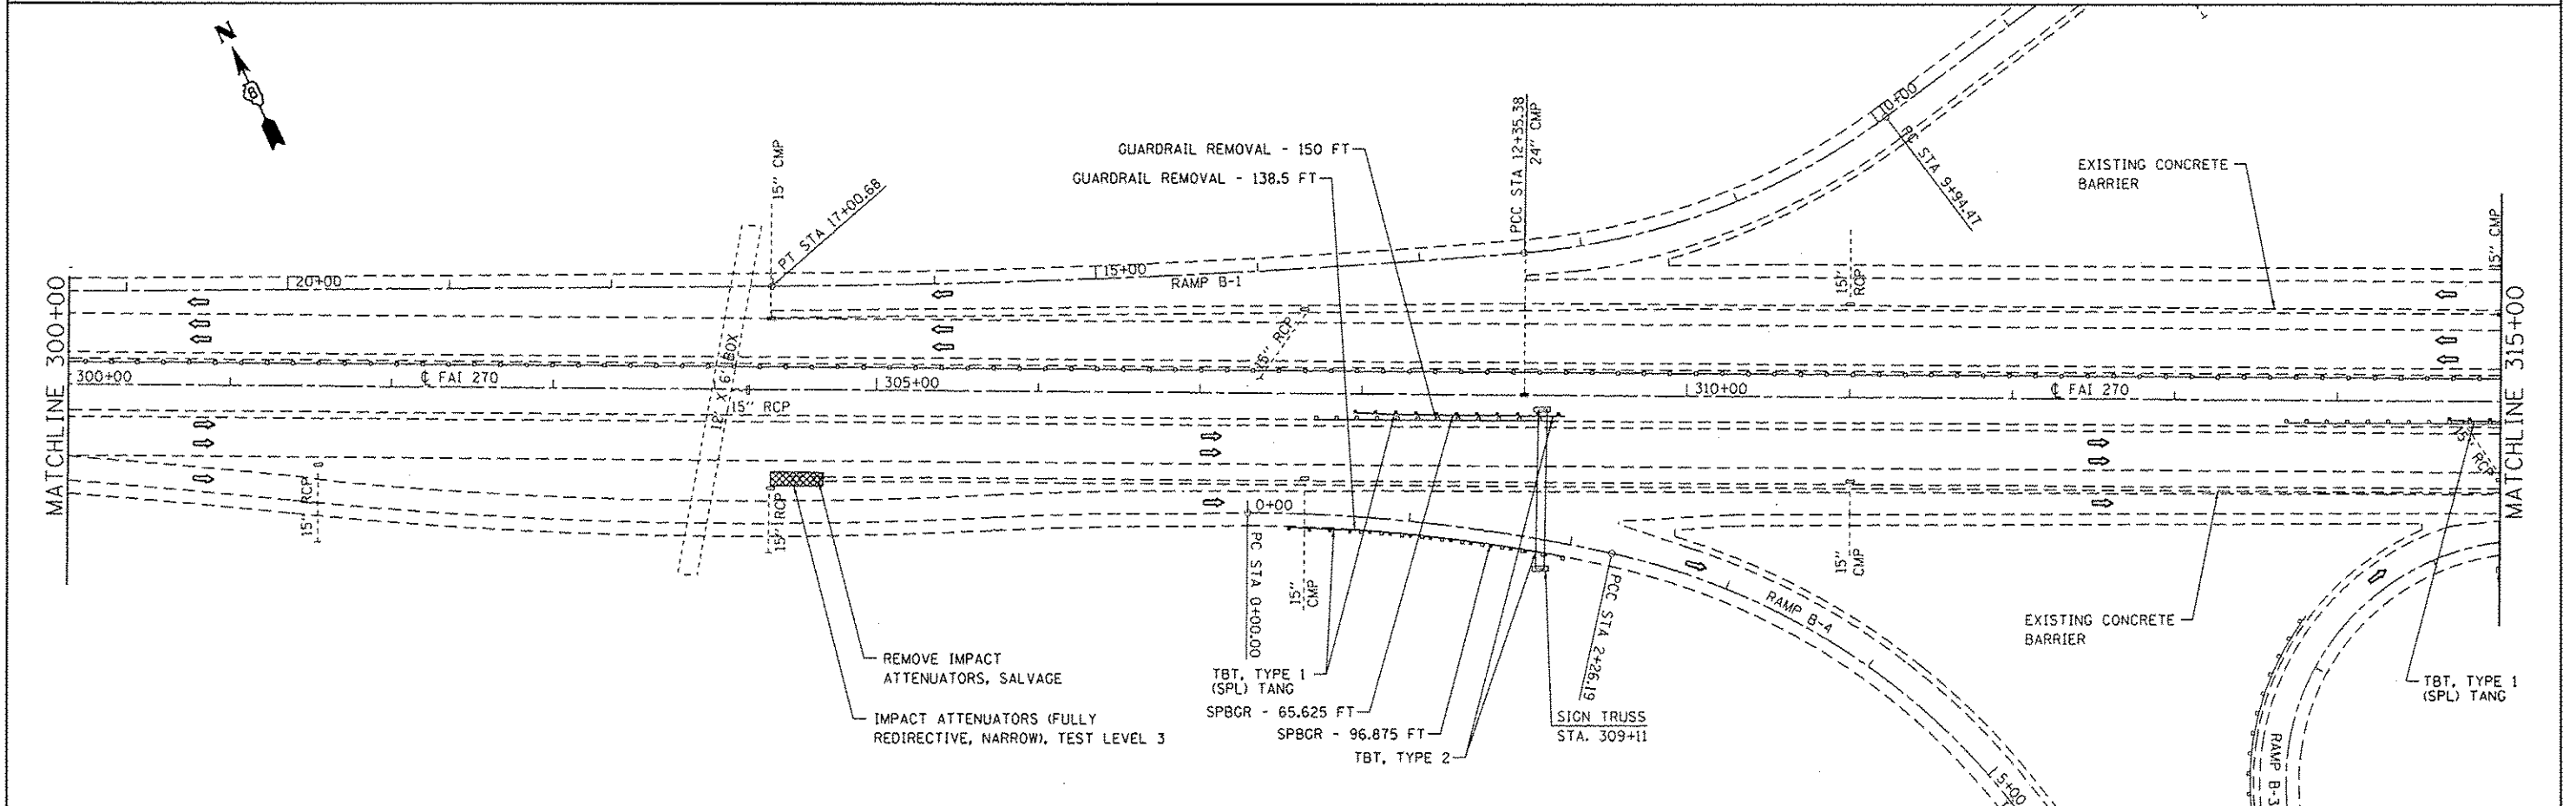 N
8
10+00
PC STA 9+94.47
GUARDRAIL REMOVAL - 150 FT
GUARDRAIL REMOVAL - 138.5 FT
PCC STA 12+35.38
24" CMP
EXISTING CONCRETE
BARRIER
15" CMP
PT STA 17+00.68
15" CMP
MATCHLINE 300+00
20+00
15+00
RAMP B-1
15" RCP
15"
RCP
MATCHLINE 315+00
12' X 6' BOX
300+00
℄ FAI 270
305+00
310+00
℄ FAI 270
15" RCP
15" RCP
15" RCP
15" RCP
0+00
PC STA 0+00.00
15"
CMP
15"
CMP
PCC STA 2+26.19
RAMP B-4
5+00
RAMP B-3
REMOVE IMPACT
ATTENUATORS, SALVAGE
IMPACT ATTENUATORS (FULLY
REDIRECTIVE, NARROW), TEST LEVEL 3
TBT, TYPE 1
(SPL) TANG
SPBGR - 65.625 FT
SPBGR - 96.875 FT
TBT, TYPE 2
SIGN TRUSS
STA. 309+11
EXISTING CONCRETE
BARRIER
TBT, TYPE 1
(SPL) TANG